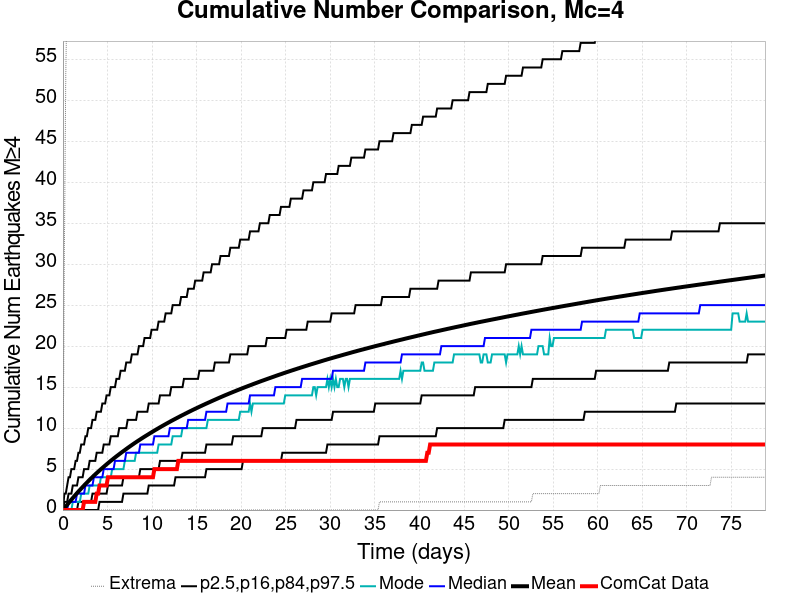 Cumulative Number Comparison, Mc=4
Cumulative Num Earthquakes M≥4
55
50
45
40
35
30
25
20
15
10
5
0
0 5 10 15 20 25 30 35 40 45 50 55 60 65 70 75
Time (days)
Extrema p2.5,p16,p84,p97.5 Mode Median Mean ComCat Data